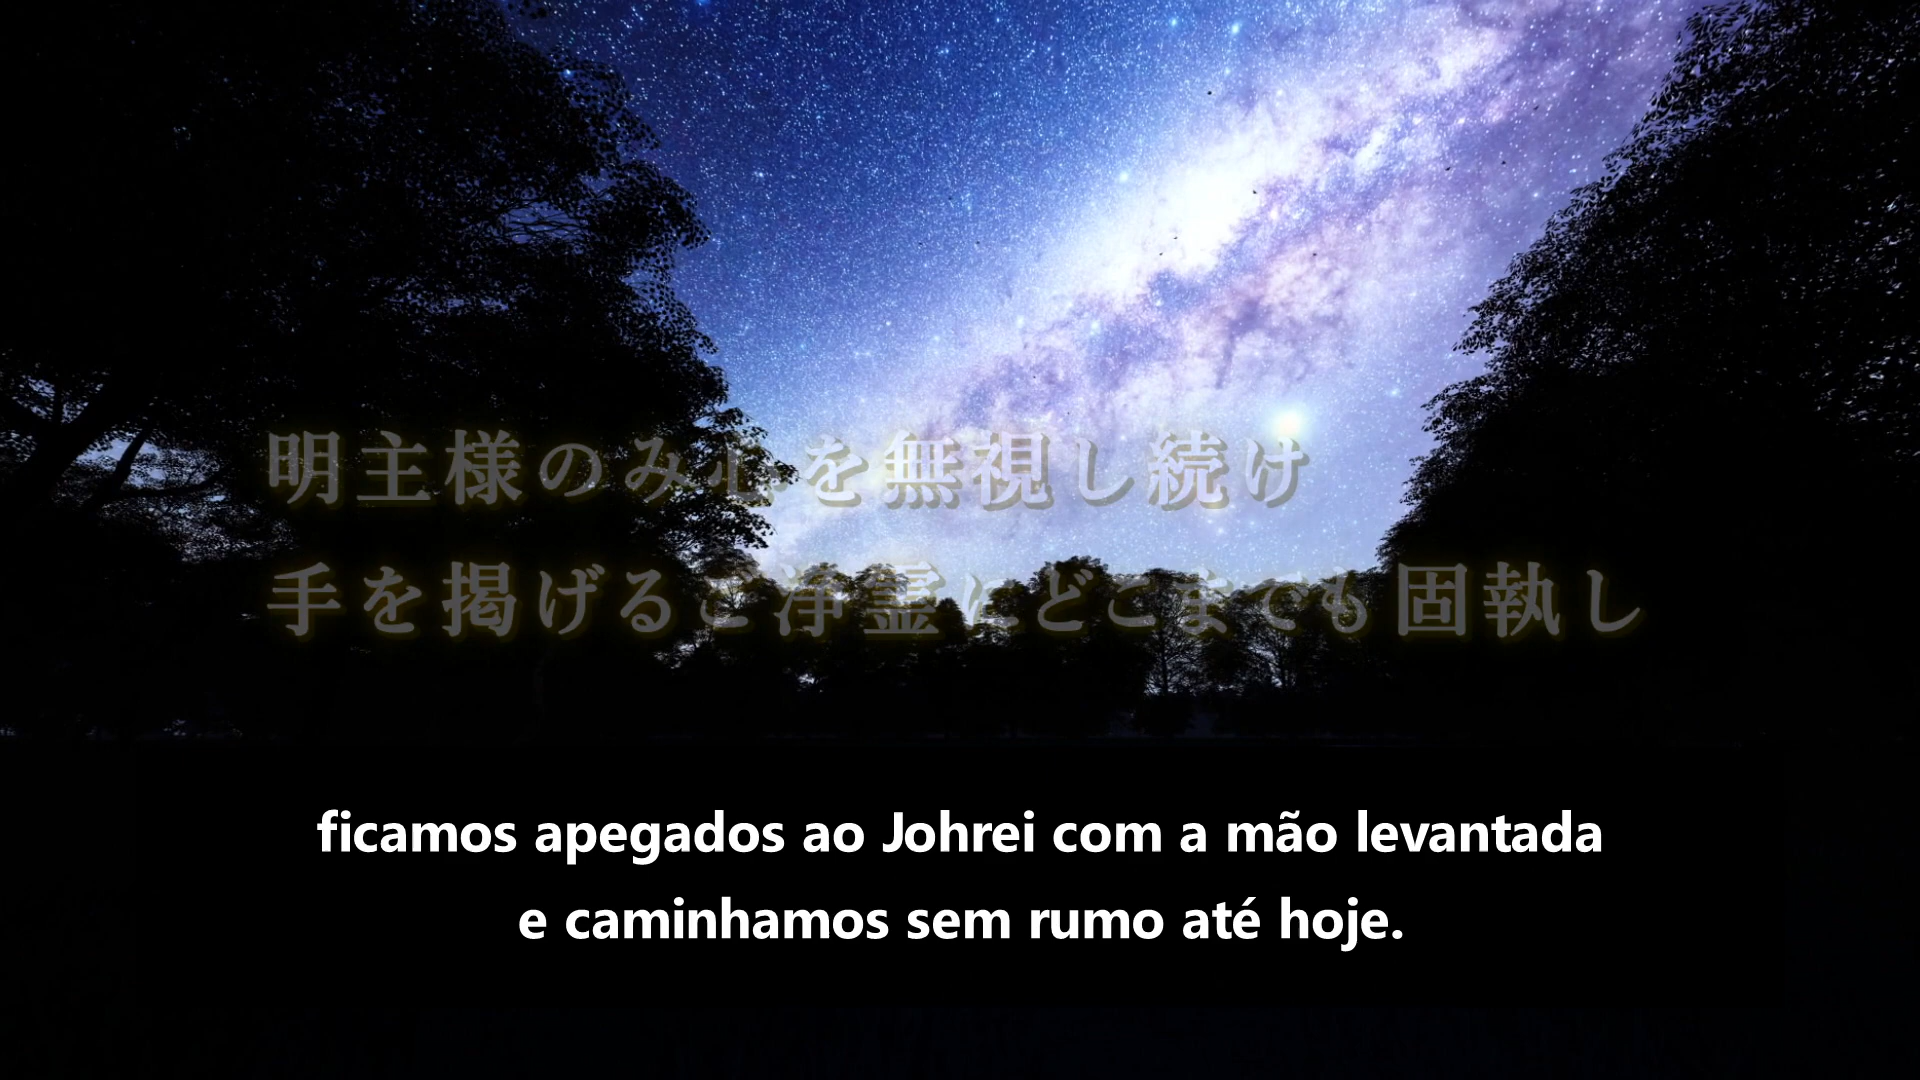 明主様のみ心を無視し続け
手を掲げるご浄霊にどこまでも固執し
ficamos apegados ao Johrei com a mão levantada
e caminhamos sem rumo até hoje.